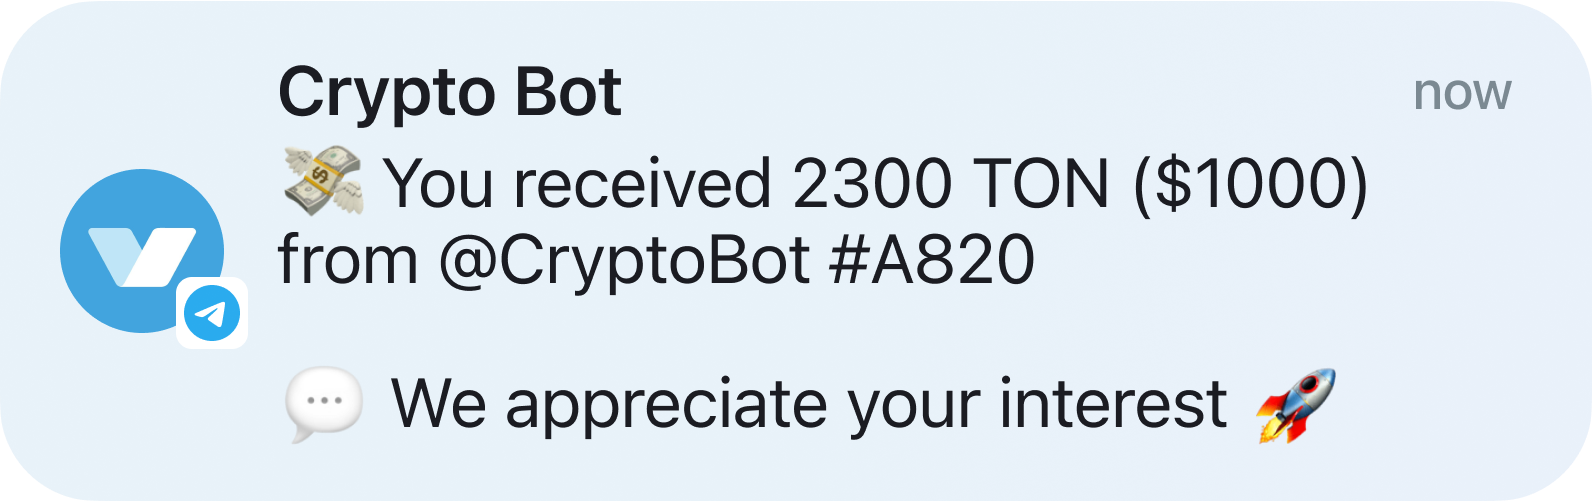 Crypto Bot
now
💸 You received 2300 TON ($1000)
from @CryptoBot #A820
💬 We appreciate your interest 🚀